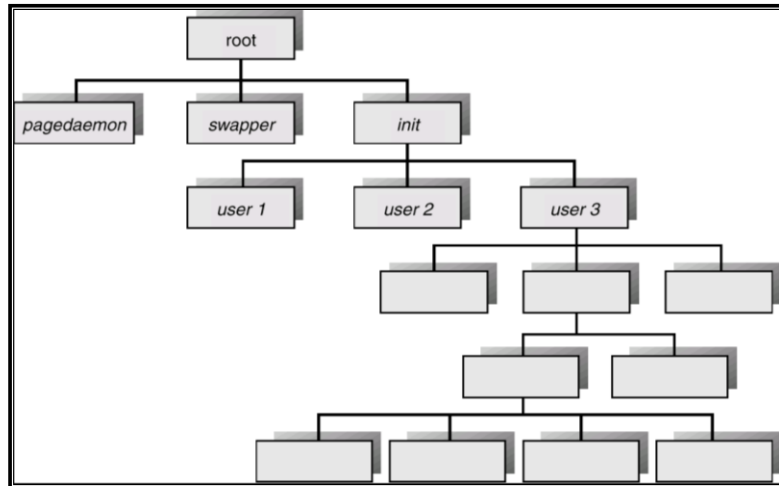 root
pagedaemon swapper init
user 1 user 2 user 3